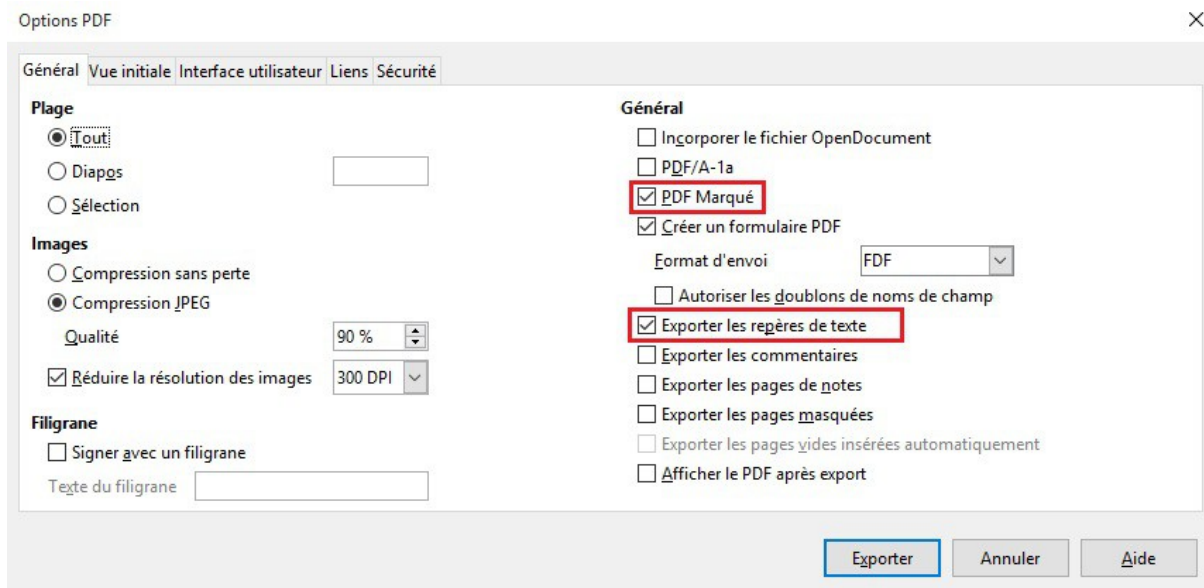 Options PDF
Général Vue initiale Interface utilisateur Liens Sécurité
Plage
Tout
Diapos
Sélection
Images
Compression sans perte
Compression JPEG
Qualité 90 %
Réduire la résolution des images 300 DPI
Filigrane
Signer avec un filigrane
Texte du filigrane
Général
Incorporer le fichier OpenDocument
PDF/A-1a
PDF Marqué
Créer un formulaire PDF
Format d'envoi FDF
Autoriser les doublons de noms de champ
Exporter les repères de texte
Exporter les commentaires
Exporter les pages de notes
Exporter les pages masquées
Exporter les pages vides insérées automatiquement
Afficher le PDF après export
Exporter Annuler Aide